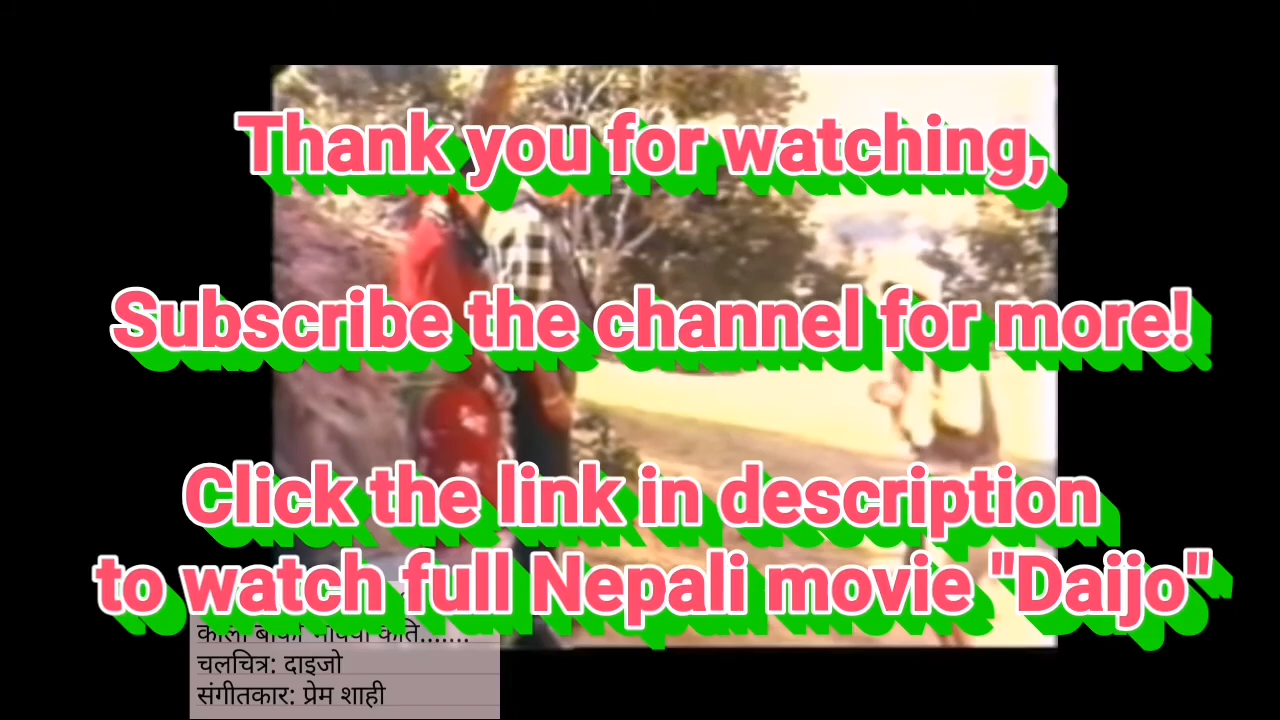 Thank you for watching,
Subscribe the channel for more!
Click the link in description
to watch full Nepali movie "Daijo"
चलचित्र: दाइजो
संगीतकार: प्रेम शाही